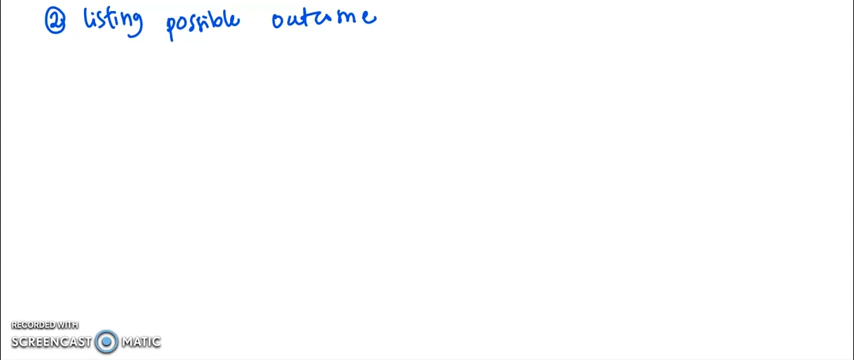 ② listing possible outcome
RECORDED WITH
SCREENCAST MATIC